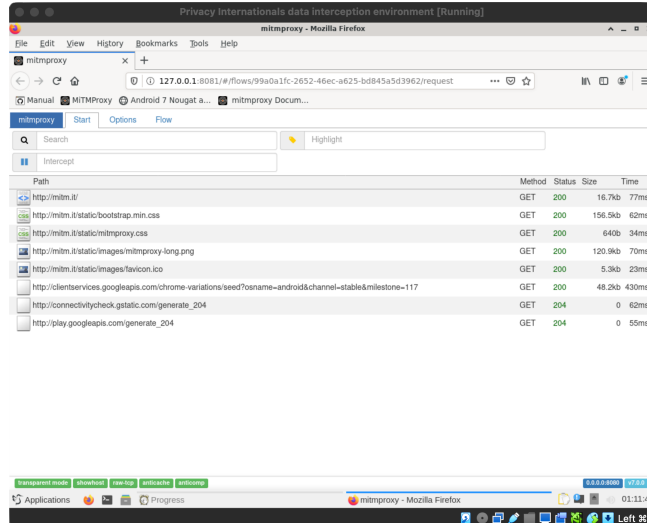 Privacy Internationals data interception environment [Running]
mitmproxy - Mozilla Firefox
File Edit View History Bookmarks Tools Help
mitmproxy × +
127.0.0.1:8081/#/flows/99a0a1fc-2652-46ec-a625-bd845a5d3962/request
Manual MiTMProxy Android 7 Nougat a... mitmproxy Docum...
mitmproxy Start Options Flow
Search Highlight
Intercept
Path Method Status Size Time
http://mitm.it/ GET 200 16.7kb 77ms
http://mitm.it/static/bootstrap.min.css GET 200 156.5kb 62ms
http://mitm.it/static/mitmproxy.css GET 200 640b 34ms
http://mitm.it/static/images/mitmproxy-long.png GET 200 120.9kb 70ms
http://mitm.it/static/images/favicon.ico GET 200 5.3kb 23ms
http://clientservices.googleapis.com/chrome-variations/seed?osname=android&channel=stable&milestone=117 GET 200 48.2kb 430ms
http://connectivitycheck.gstatic.com/generate_204 GET 204 0 62ms
http://play.googleapis.com/generate_204 GET 204 0 55ms
transparent mode showhost raw-tcp anticache anticomp 0.0.0.0:8080 v7.0.0
Applications Progress mitmproxy - Mozilla Firefox 01:11:4
Left ⌘